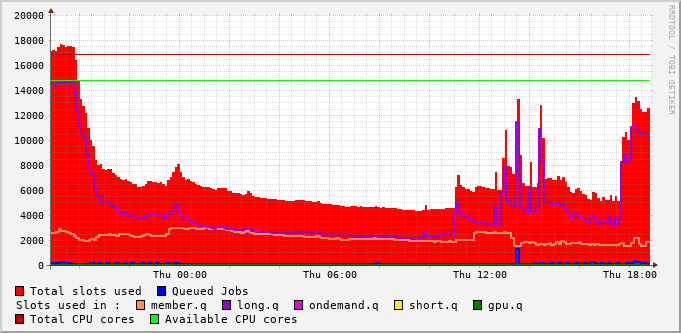 20000
18000
16000
14000
12000
10000
8000
6000
4000
2000
0
Thu 00:00 Thu 06:00 Thu 12:00 Thu 18:00
RRDTOOL / TOBI OETIKER
Total slots used Queued Jobs
Slots used in : member.q long.q ondemand.q short.q gpu.q
Total CPU cores Available CPU cores